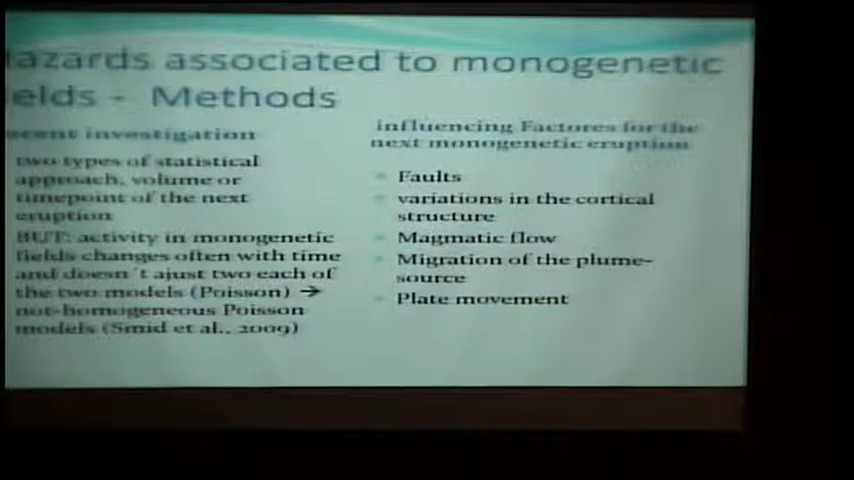 azards associated to monogenetic
elds - Methods
ecent investigation
two types of statistical
approach, volume or
timepoint of the next
eruption
BUT: activity in monogenetic
fields changes often with time
and doesn´t ajust two each of
the two models (Poisson) →
not-homogeneous Poisson
models (Smid et al., 2009)
influencing Factores for the
next monogenetic eruption
Faults
variations in the cortical
structure
Magmatic flow
Migration of the plume-
source
Plate movement